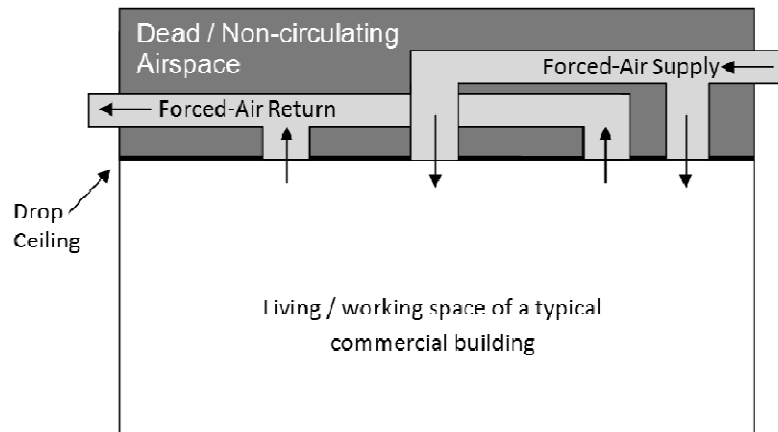 Dead / Non-circulating
Airspace
Forced-Air Supply
Forced-Air Return
Drop
Ceiling
Living / working space of a typical
commercial building